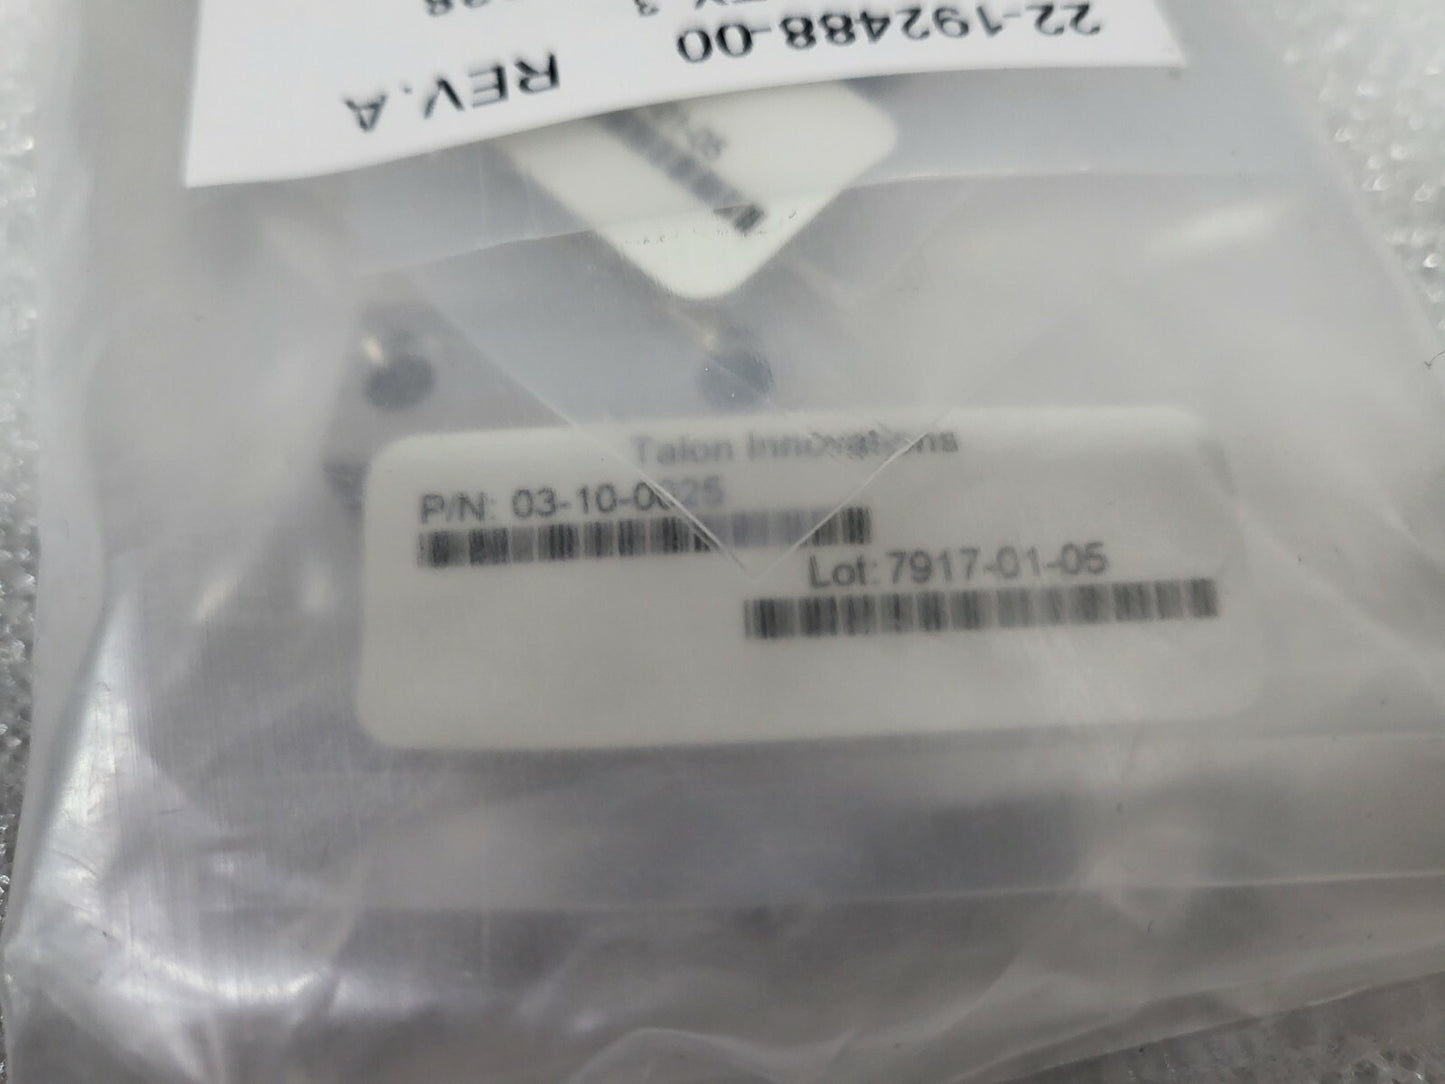 22-192488-00
REV.A
Talon Innovations
P/N: 03-10-0025
Lot: 7917-01-05